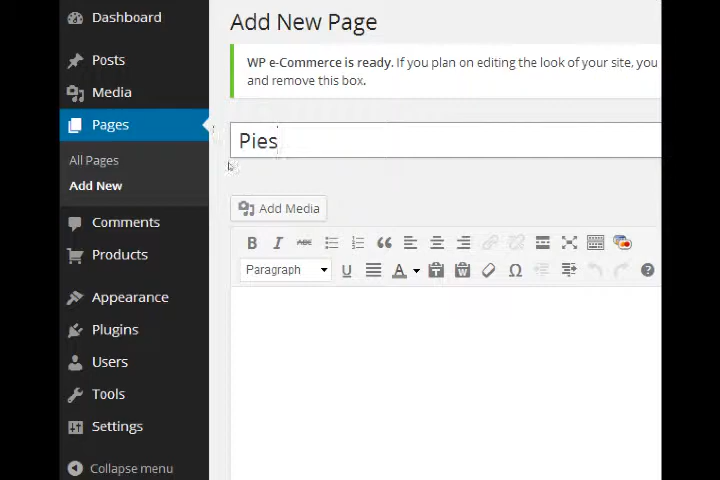 Dashboard
Posts
Media
Pages
All Pages
Add New
Comments
Products
Appearance
Plugins
Users
Tools
Settings
Collapse menu
Add New Page
WP e-Commerce is ready. If you plan on editing the look of your site, you
and remove this box.
Pies
Add Media
B I ABC
Paragraph U A T W Ω ?